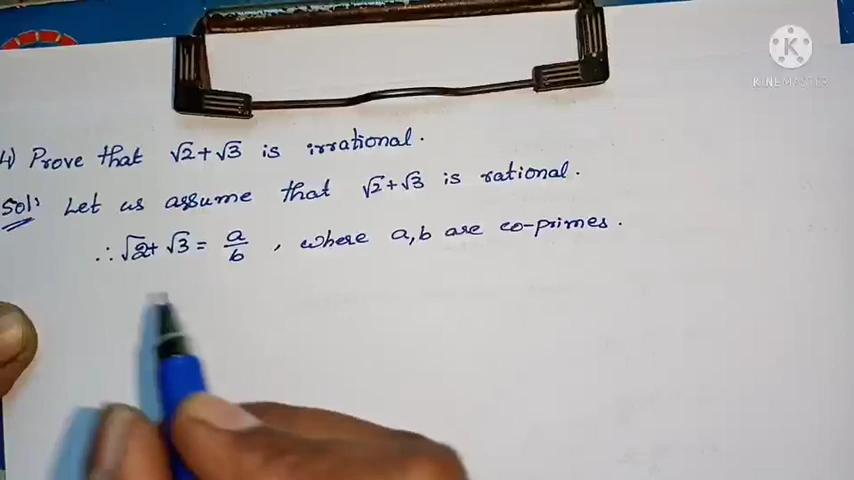 4) Prove that √2+√3 is irrational.
Sol: Let us assume that √2+√3 is rational.
∴ √2+√3 = a/b , where a,b are co-primes.
KINEMASTER